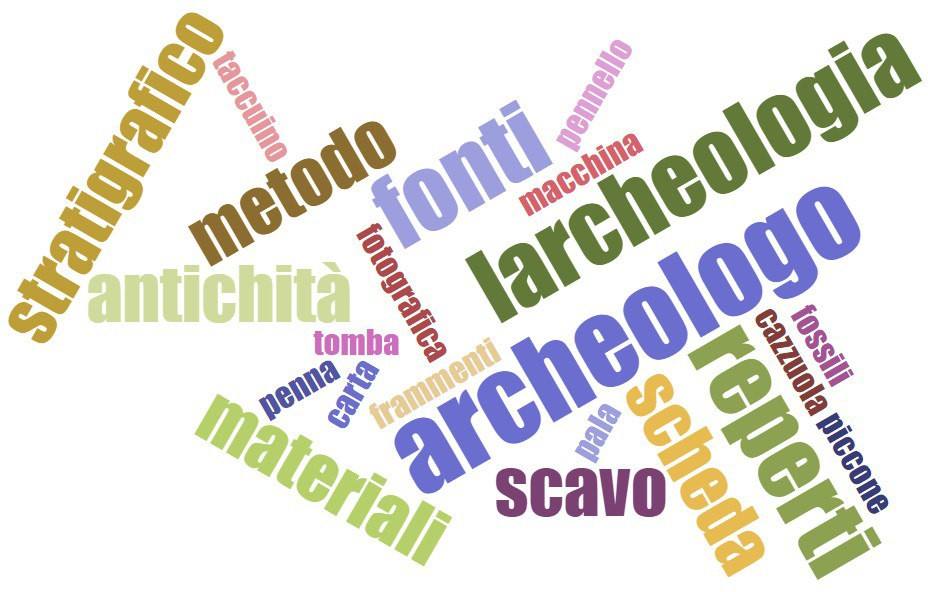 stratigrafico
taccuino
metodo
fonti
pennello
macchina
larcheologia
antichità
fotografica
archeologo
tomba
penna
carta
frammenti
fossili
cazzuola
piccone
reperti
scheda
pala
scavo
materiali